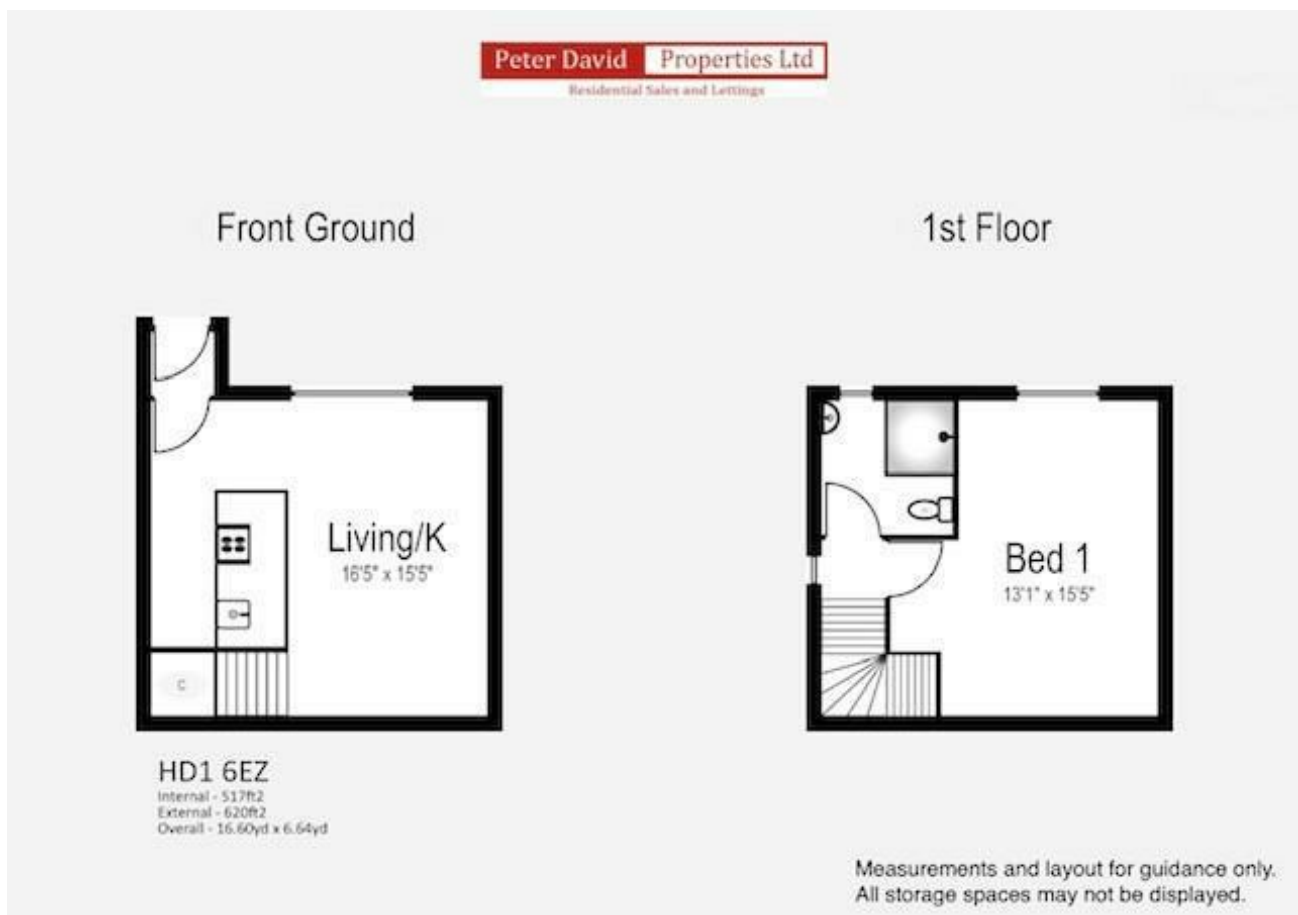 Peter David Properties Ltd
Residential Sales and Lettings
Front Ground
1st Floor
Living/K
16'5" x 15'5"
Bed 1
13'1" x 15'5"
C
HD1 6EZ
Internal - 517ft2
External - 620ft2
Overall - 16.60yd x 6.64yd
Measurements and layout for guidance only.
All storage spaces may not be displayed.